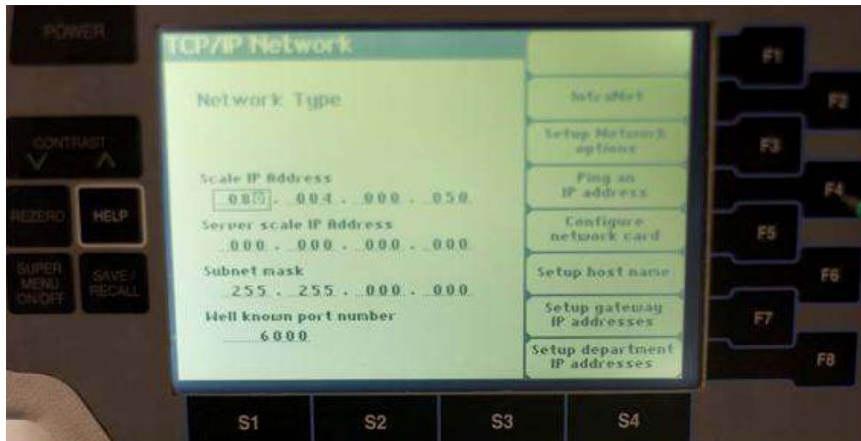 POWER
TCP/IP Network
F1
Network Type
IntraNet
F2
CONTRAST
Setup Network
options
F3
Scale IP Address
Ping an
IP address
F4
. 004 . 000 . 050
REZERO
HELP
Server scale IP Address
Configure
network card
F5
000 . 000 . 000 . 000
SUPER
MENU
ON/OFF
SAVE /
RECALL
Subnet mask
Setup host name
F6
255 . 255 . 000 . 000
Well known port number
Setup gateway
IP addresses
F7
6000
Setup department
IP addresses
F8
S1
S2
S3
S4